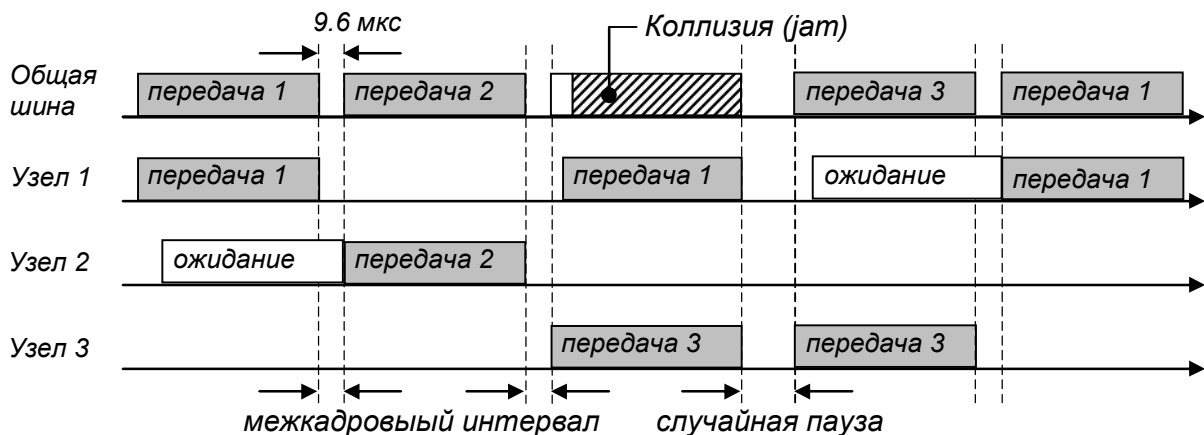 9.6 мкс
Коллизия (jam)
Общая
шина
передача 1
передача 2
передача 3
передача 1
Узел 1
передача 1
передача 1
ожидание
передача 1
Узел 2
ожидание
передача 2
Узел 3
передача 3
передача 3
межкадровыый интервал
случайная пауза